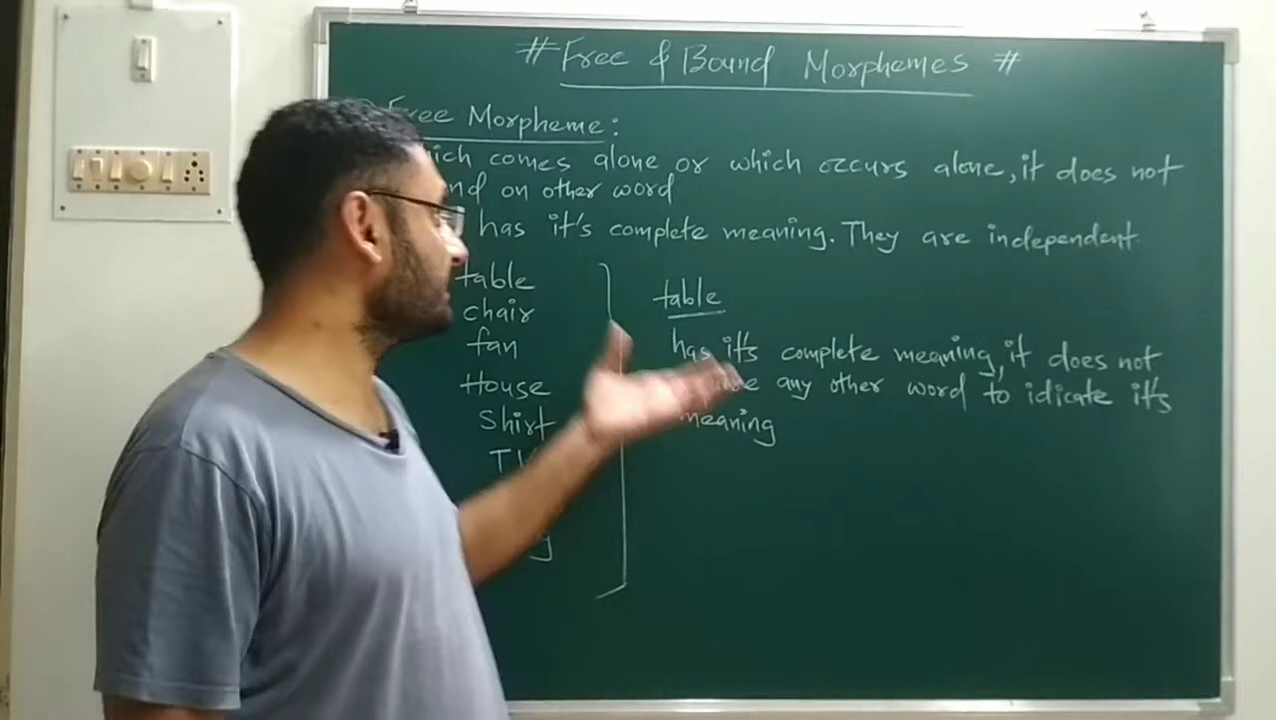 # Free & Bound Morphemes #
Free Morpheme:
comes alone or which occurs alone, it does not
on other word
has it's complete meaning. They are independent.
table
chair
fan
House
Shirt
table
has it's complete meaning, it does not
any other word to idicate it's
meaning